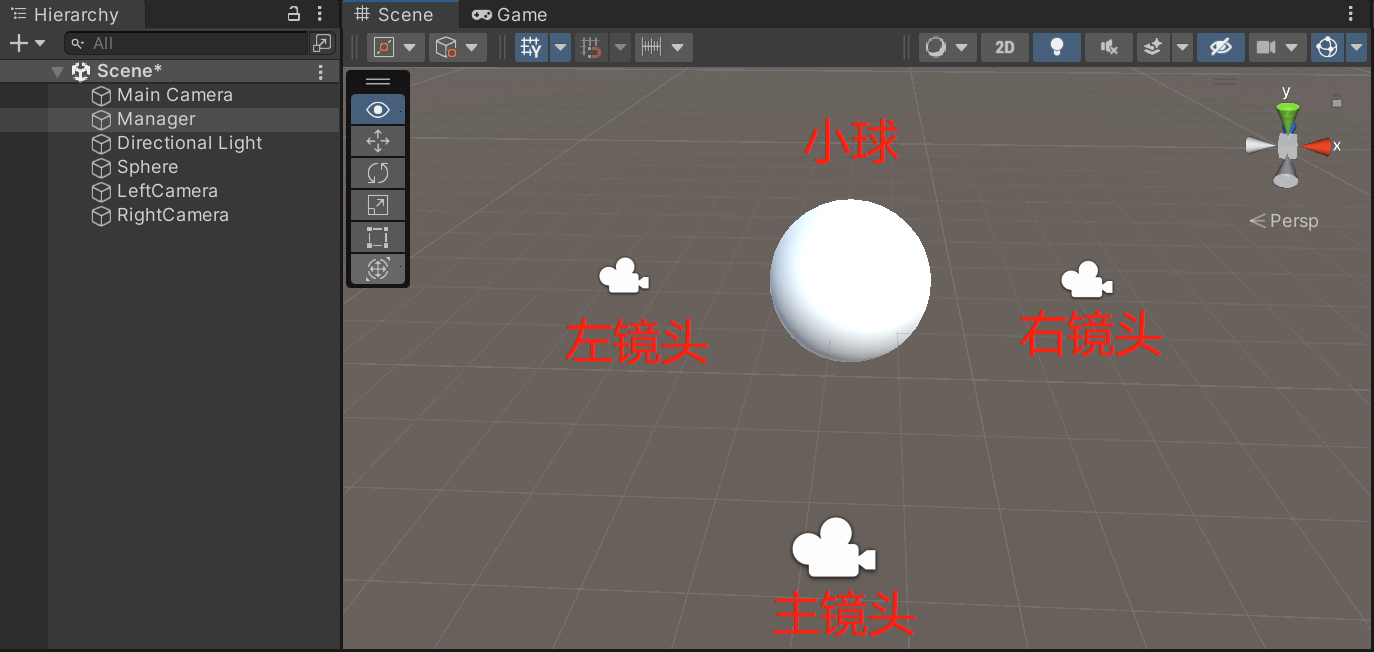 Hierarchy
Scene
Game
All
2D
Scene*
Main Camera
Manager
Directional Light
Sphere
LeftCamera
RightCamera
y
x
Persp
小球
左镜头
右镜头
主镜头